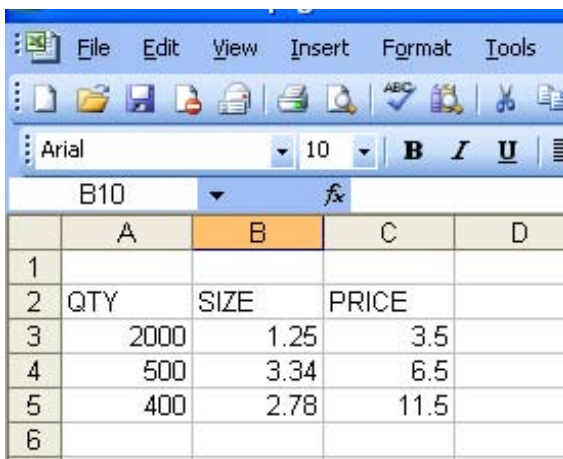 File Edit View Insert Format Tools
ABC
Arial 10 B I U
B10 fx
A B C D
1
2 QTY SIZE PRICE
3 2000 1.25 3.5
4 500 3.34 6.5
5 400 2.78 11.5
6